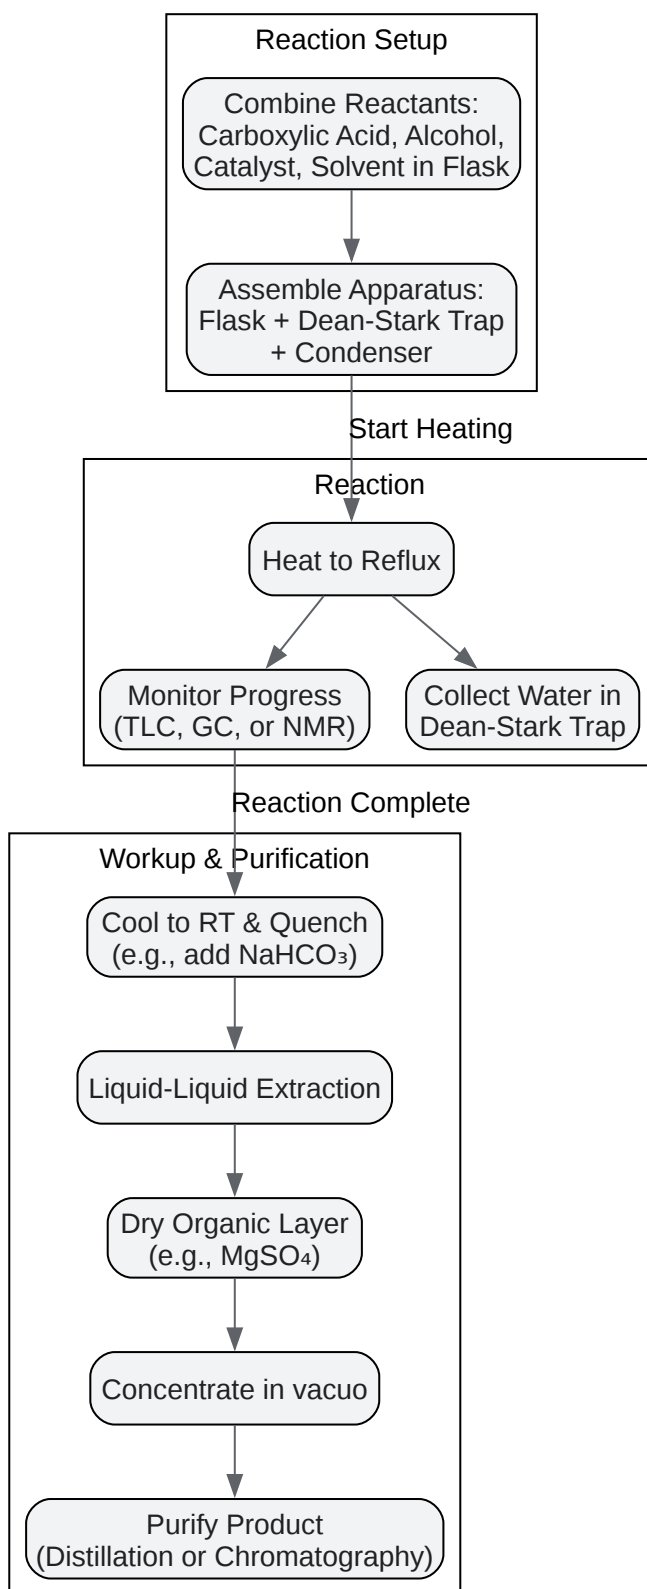 Reaction Setup
Combine Reactants:
Carboxylic Acid, Alcohol,
Catalyst, Solvent in Flask
Assemble Apparatus:
Flask + Dean-Stark Trap
+ Condenser
Start Heating
Reaction
Heat to Reflux
Monitor Progress
(TLC, GC, or NMR)
Collect Water in
Dean-Stark Trap
Reaction Complete
Workup & Purification
Cool to RT & Quench
(e.g., add NaHCO₃)
Liquid-Liquid Extraction
Dry Organic Layer
(e.g., MgSO₄)
Concentrate in vacuo
Purify Product
(Distillation or Chromatography)